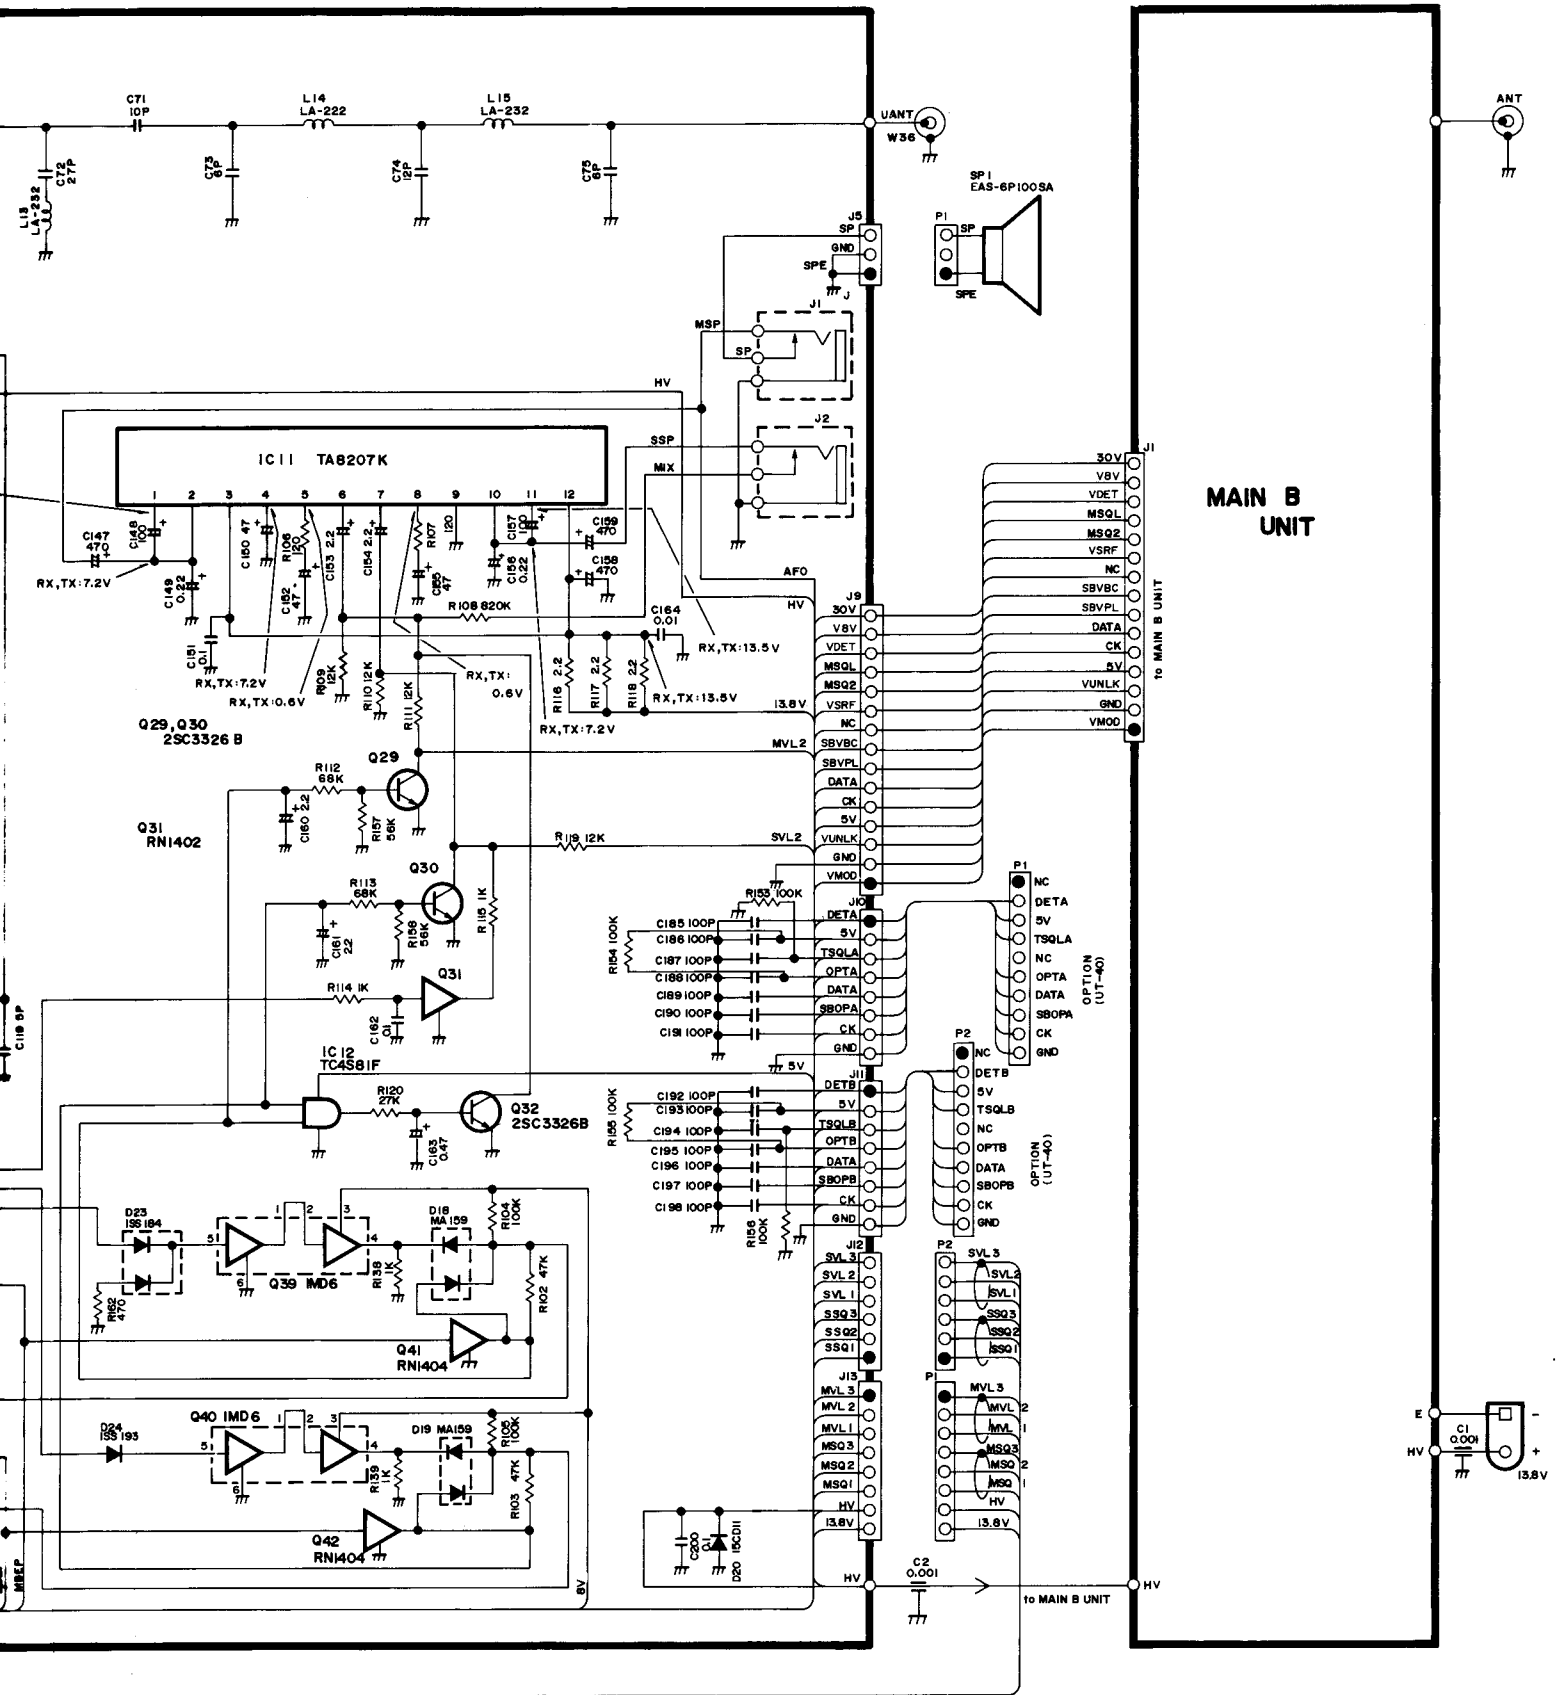 C71
10P
L14
LA-222
L15
LA-232
UANT
W36
ANT
C72
27P
L13
LA-232
C73
6P
C74
12P
C75
6P
SP1
EAS-6P100SA
J5
SP
GND
SPE
P1
SP
SPE
J
J1
MSP
SP
HV
J2
SSP
MIX
IC11 TA8207K
1 2 3 4 5 6 7 8 9 10 11 12
C147
470
C148
100
C149
0.22
C150 47
R106
120
C152
47
C153 2.2
C154 2.2
R107
120
C155
47
C156
0.22
C157
100
C159
470
C158
470
RX,TX:7.2V
C151
0.1
RX,TX:7.2V
RX,TX:0.6V
R108 820K
C164
0.01
RX,TX:13.5V
R109
12K
R110 12K
R111 12K
RX,TX:
0.6V
R116 2.2
R117 2.2
R118 2.2
RX,TX:13.5V
RX,TX:7.2V
AFO
HV
13.8V
MVL2
SVL2
Q29,Q30
2SC3326 B
Q31
RN1402
Q29
R112
68K
C160 2.2
R157
56K
R119 12K
Q30
R113
68K
C161
2.2
R158
56K
R115 1K
Q31
R114 1K
C162
0.1
IC12
TC4S81F
5V
R120
27K
C163
0.47
Q32
2SC3326B
C119 5P
J9
30V
V8V
VDET
MSQL
MSQ2
VSRF
NC
SBVBC
SBVPL
DATA
CK
5V
VUNLK
GND
VMOD
J1
30V
V8V
VDET
MSQL
MSQ2
VSRF
NC
SBVBC
SBVPL
DATA
CK
5V
VUNLK
GND
VMOD
to MAIN B UNIT
MAIN B
UNIT
R153 100K
R154 100K
C185 100P
C186 100P
C187 100P
C188 100P
C189 100P
C190 100P
C191 100P
J10
DETA
5V
TSQLA
OPTA
DATA
SBOPA
CK
GND
P1
NC
DETA
5V
TSQLA
NC
OPTA
DATA
SBOPA
CK
GND
OPTION
(UT-40)
R155 100K
C192 100P
C193 100P
C194 100P
C195 100P
C196 100P
C197 100P
C198 100P
R156
100K
J11
DETB
5V
TSQLB
OPTB
DATA
SBOPB
CK
GND
P2
NC
DETB
5V
TSQLB
NC
OPTB
DATA
SBOPB
CK
GND
OPTION
(UT-40)
D23
ISS184
R162
470
5 1 2 3 4 6
Q39 IMD6
R138
1K
D18
MA159
R104
100K
R102 47K
Q41
RN1404
J12
SVL3
SVL2
SVL1
SSQ3
SSQ2
SSQ1
P2
SVL3
SVL2
SVL1
SSQ3
SSQ2
SSQ1
D24
ISS193
Q40 IMD6
5 1 2 3 4 6
R139
1K
D19 MA159
R105
100K
R103 47K
Q42
RN1404
8V
MBEP
J13
MVL3
MVL2
MVL1
MSQ3
MSQ2
MSQ1
HV
13.8V
P1
MVL3
MVL 2
MVL 1
MSQ3
MSQ 2
MSQ 1
HV
13.8V
C200
0.1
D20 15CD11
HV
C2
0.001
to MAIN B UNIT
HV
E
HV
C1
0.001
-
+
13.8V